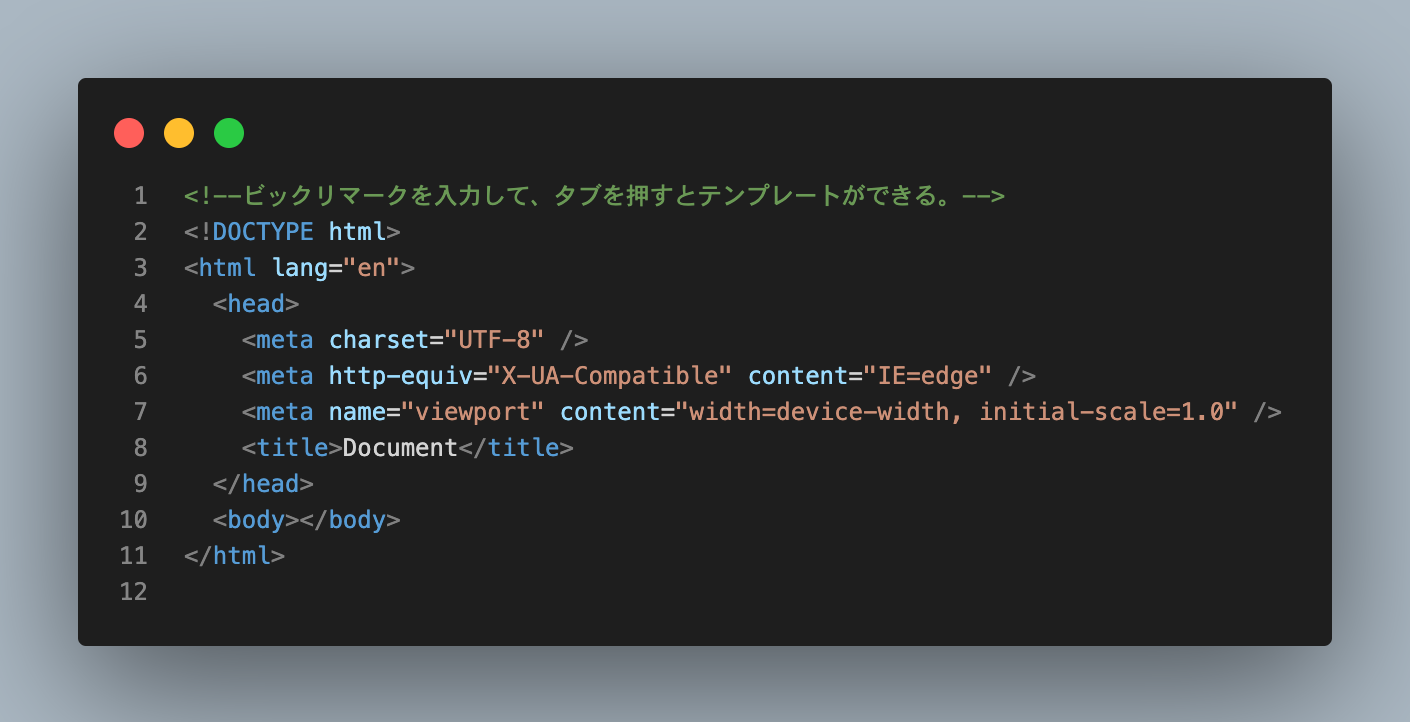 1 <!--ビックリマークを入力して、タブを押すとテンプレートができる。-->
2 <!DOCTYPE html>
3 <html lang="en">
4   <head>
5     <meta charset="UTF-8" />
6     <meta http-equiv="X-UA-Compatible" content="IE=edge" />
7     <meta name="viewport" content="width=device-width, initial-scale=1.0" />
8     <title>Document</title>
9   </head>
10   <body></body>
11 </html>
12